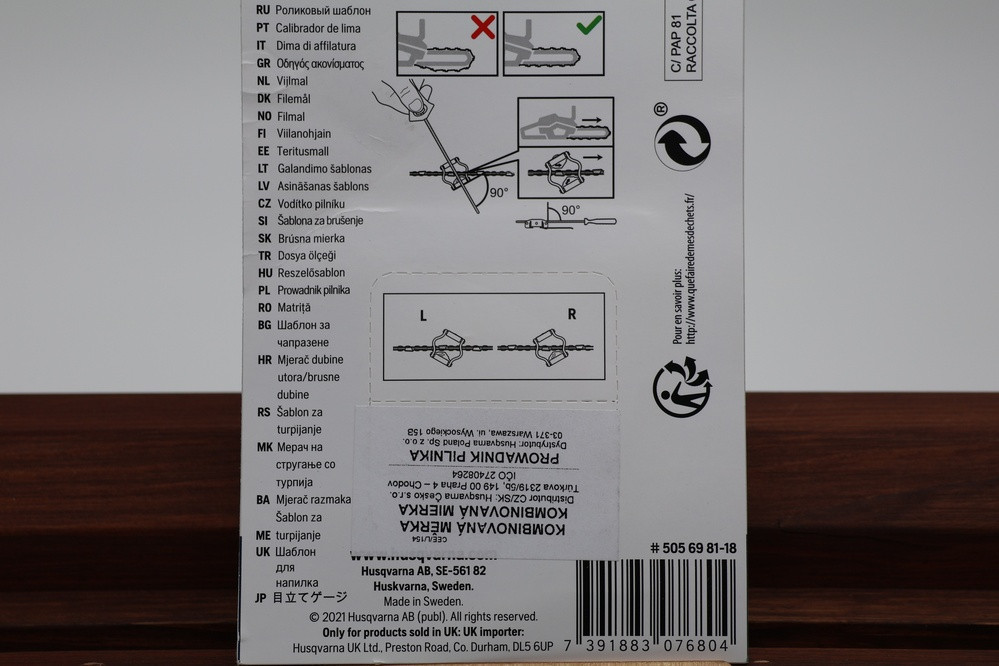 RU Роликовый шаблон
PT Calibrador de lima
IT Dima di affilatura
GR Οδηγός ακονίσματος
NL Vijlmal
DK Filemål
NO Filmal
FI Viilanohjain
EE Teritusmall
LT Galandimo šablonas
LV Asināšanas šablons
CZ Vodítko pilníku
SI Šablona za brušenje
SK Brúsna mierka
TR Dosya ölçeği
HU Reszelősablon
PL Prowadnik pilnika
RO Matriță
BG Шаблон за
чапразене
HR Mjerač dubine
utora/brusne
dubine
RS Šablon za
turpijanje
MK Мерач на
стругање со
турпија
BA Mjerač razmaka
Šablon za
ME turpijanje
UK Шаблон
для
напилка
JP 目立てゲージ
90°
90°
L R
C/ PAP 81
RACCOLTA
®
Pour en savoir plus:
http://www.quefairedemesdechets.fr/
CEE/L/154
KOMBINOVANÁ MĚRKA
KOMBINOVANÁ MIERKA
Distributor CZ/SK: Husqvarna Česko s.r.o.
Türkova 2319/5b, 149 00 Praha 4 – Chodov
IČO 27408264
PROWADNIK PILNIKA
Dystrybutor: Husqvarna Poland Sp. z o.o.
03-371 Warszawa, ul. Wysockiego 15B
www.husqvarna.com
Husqvarna AB, SE-561 82
Huskvarna, Sweden.
Made in Sweden.
© 2021 Husqvarna AB (publ). All rights reserved.
Only for products sold in UK: UK importer:
Husqvarna UK Ltd., Preston Road, Co. Durham, DL5 6UP
# 505 69 81-18
7 391883 076804